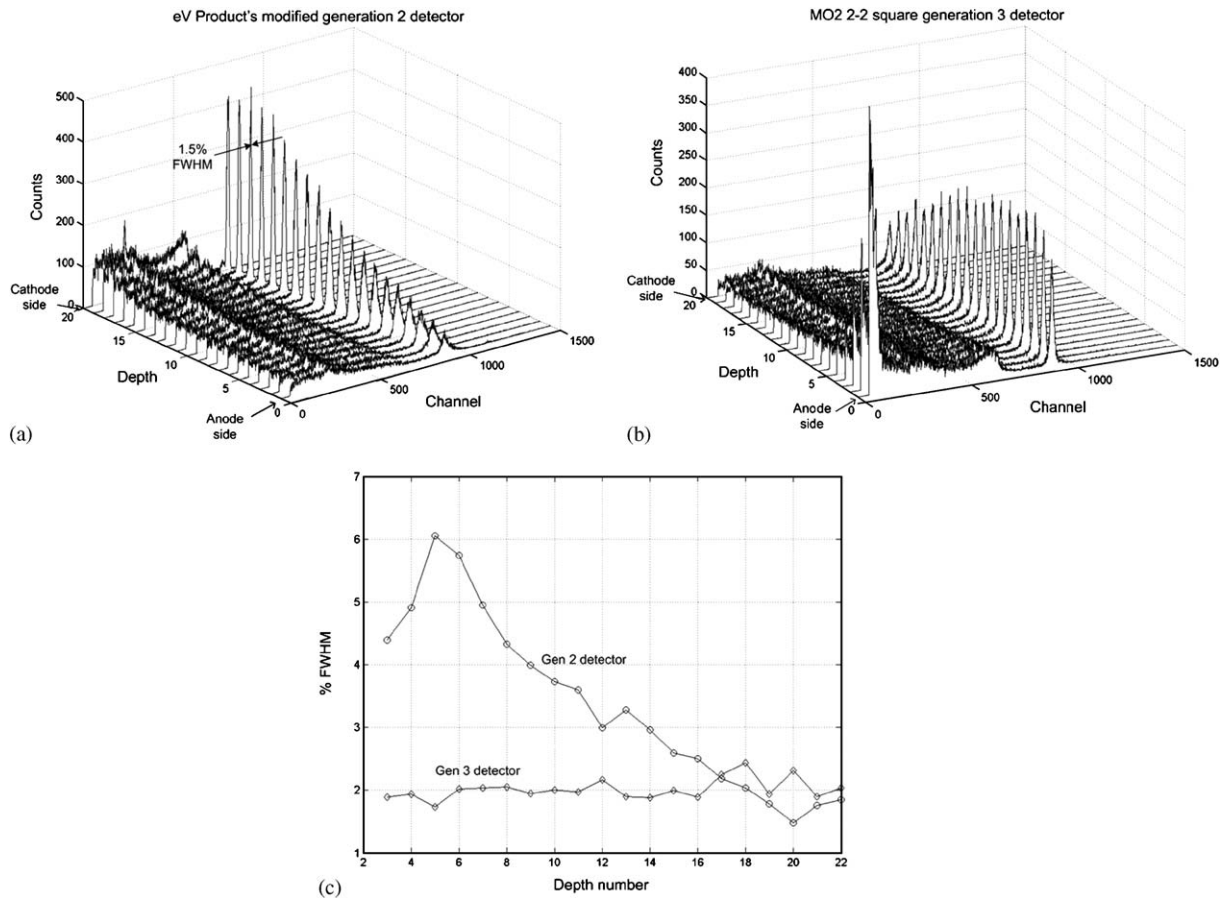 eV Product's modified generation 2 detector
500
400
300
200
100
0
Counts
1.5%
FWHM
Cathode
side
20
15
10
5
0
Depth
Anode
side
0
500
1000
1500
Channel
(a)
MO2 2-2 square generation 3 detector
400
350
300
250
200
150
100
50
0
Counts
Cathode
side
20
15
10
5
0
Depth
Anode
side
0
500
1000
1500
Channel
(b)
7
6
5
4
3
2
1
% FWHM
Gen 2 detector
Gen 3 detector
2
4
6
8
10
12
14
16
18
20
22
Depth number
(c)